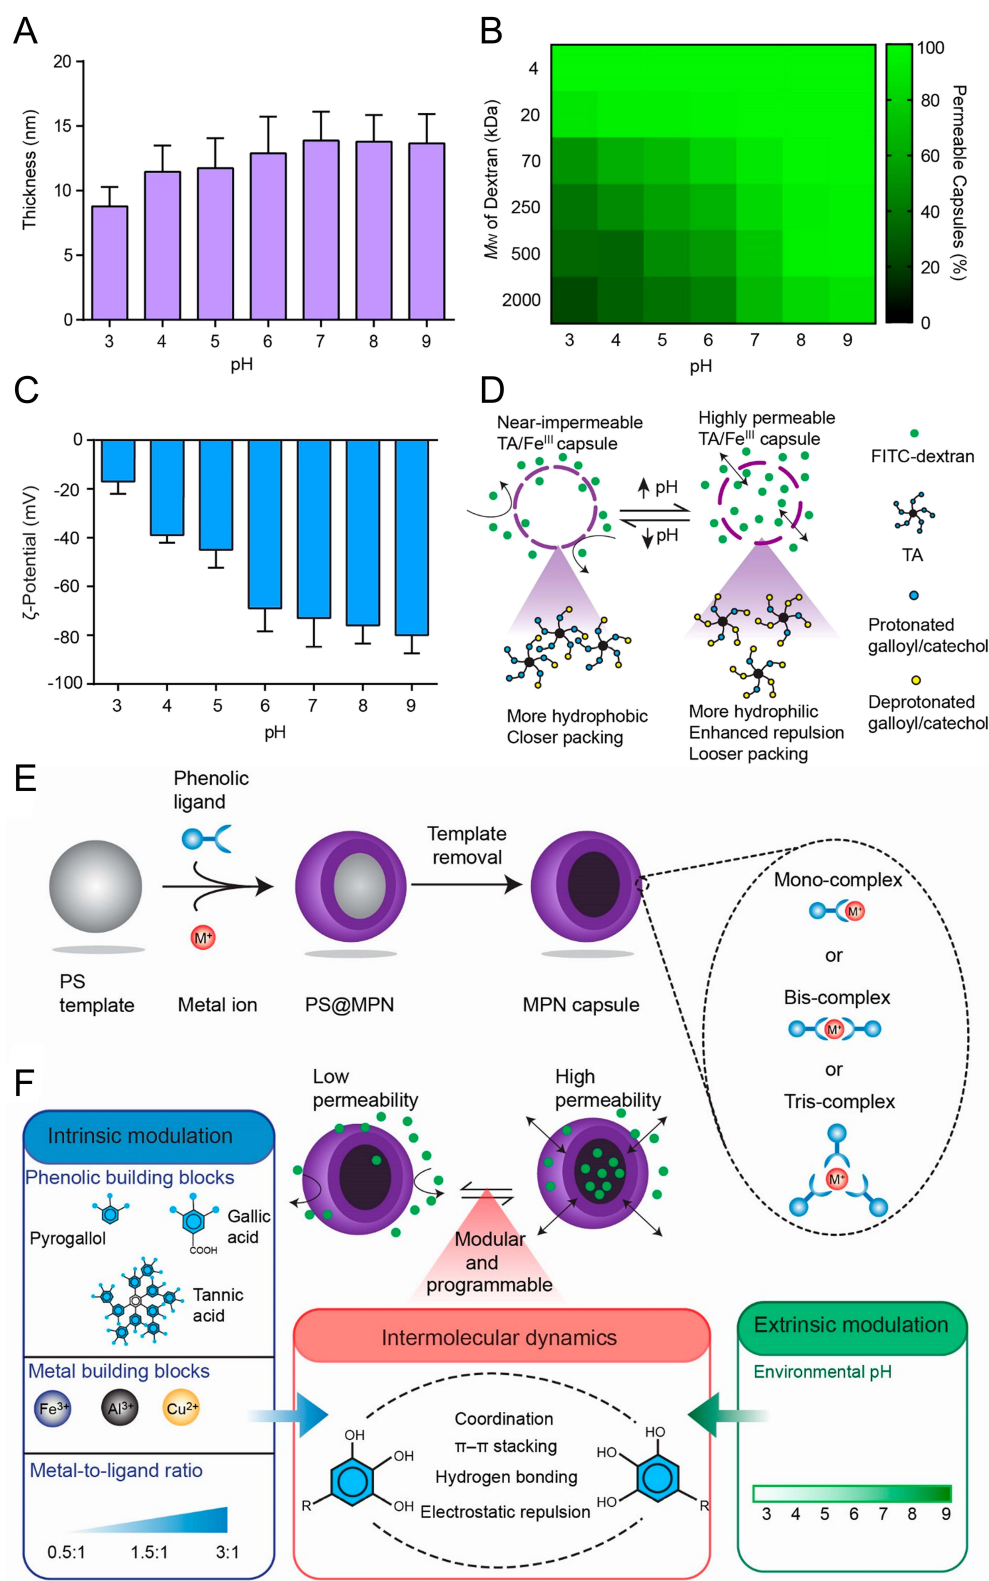 A
20
15
10
5
0
Thickness (nm)
3 4 5 6 7 8 9
pH
B
4
20
70
250
500
2000
Mw of Dextran (kDa)
3 4 5 6 7 8 9
pH
100
80
60
40
20
0
Permeable Capsules (%)
C
0
-20
-40
-60
-80
-100
ζ-Potential (mV)
3 4 5 6 7 8 9
pH
D
Near-impermeable
TA/FeIII capsule
Highly permeable
TA/FeIII capsule
pH
pH
More hydrophobic
Closer packing
More hydrophilic
Enhanced repulsion
Looser packing
FITC-dextran
TA
Protonated
galloyl/catechol
Deprotonated
galloyl/catechol
E
Phenolic
ligand
M+
PS
template
Metal ion
PS@MPN
Template
removal
MPN capsule
Mono-complex
M+
or
Bis-complex
M+
or
Tris-complex
M+
F
Low
permeability
High
permeability
Modular
and
programmable
Intrinsic modulation
Phenolic building blocks
Pyrogallol
Gallic
acid
COOH
Tannic
acid
Metal building blocks
Fe3+ Al3+ Cu2+
Metal-to-ligand ratio
0.5:1 1.5:1 3:1
Intermolecular dynamics
Coordination
π–π stacking
Hydrogen bonding
Electrostatic repulsion
OH
OH
OH
R
HO
HO
HO
R
Extrinsic modulation
Environmental pH
3 4 5 6 7 8 9